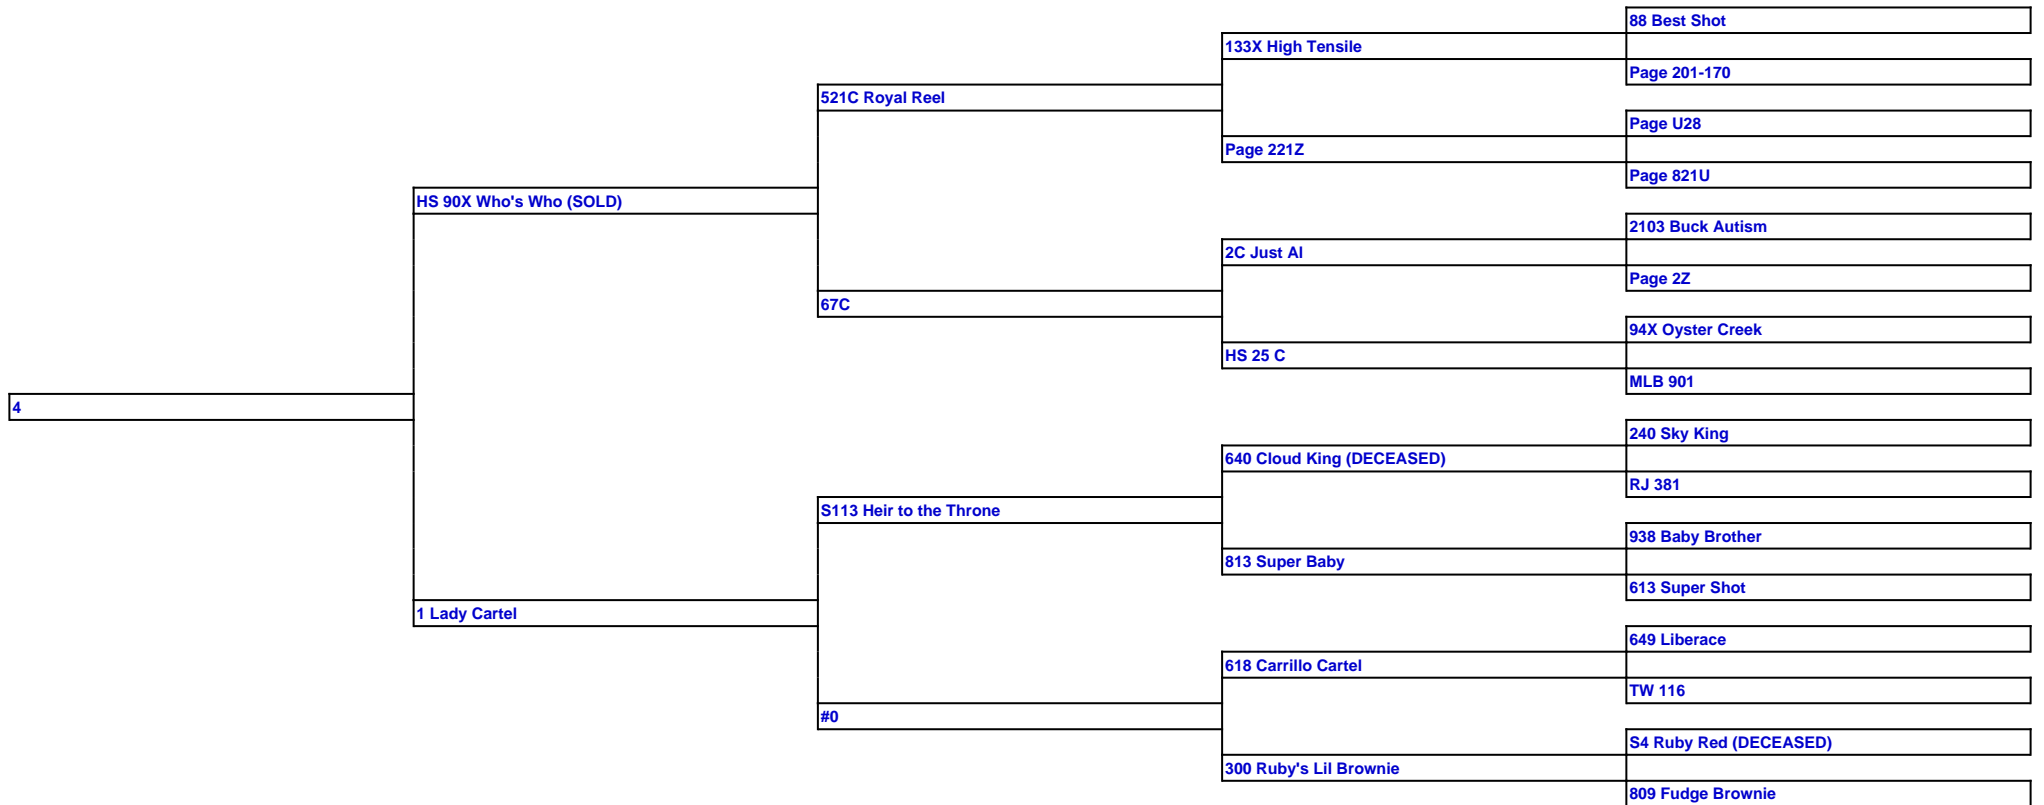 88 Best Shot
133X High Tensile
Page 201-170
521C Royal Reel
Page U28
Page 221Z
Page 821U
HS 90X Who's Who (SOLD)
2103 Buck Autism
2C Just Al
Page 2Z
67C
94X Oyster Creek
HS 25 C
MLB 901
4
240 Sky King
640 Cloud King (DECEASED)
RJ 381
S113 Heir to the Throne
938 Baby Brother
813 Super Baby
613 Super Shot
1 Lady Cartel
649 Liberace
618 Carrillo Cartel
TW 116
#0
S4 Ruby Red (DECEASED)
300 Ruby's Lil Brownie
809 Fudge Brownie